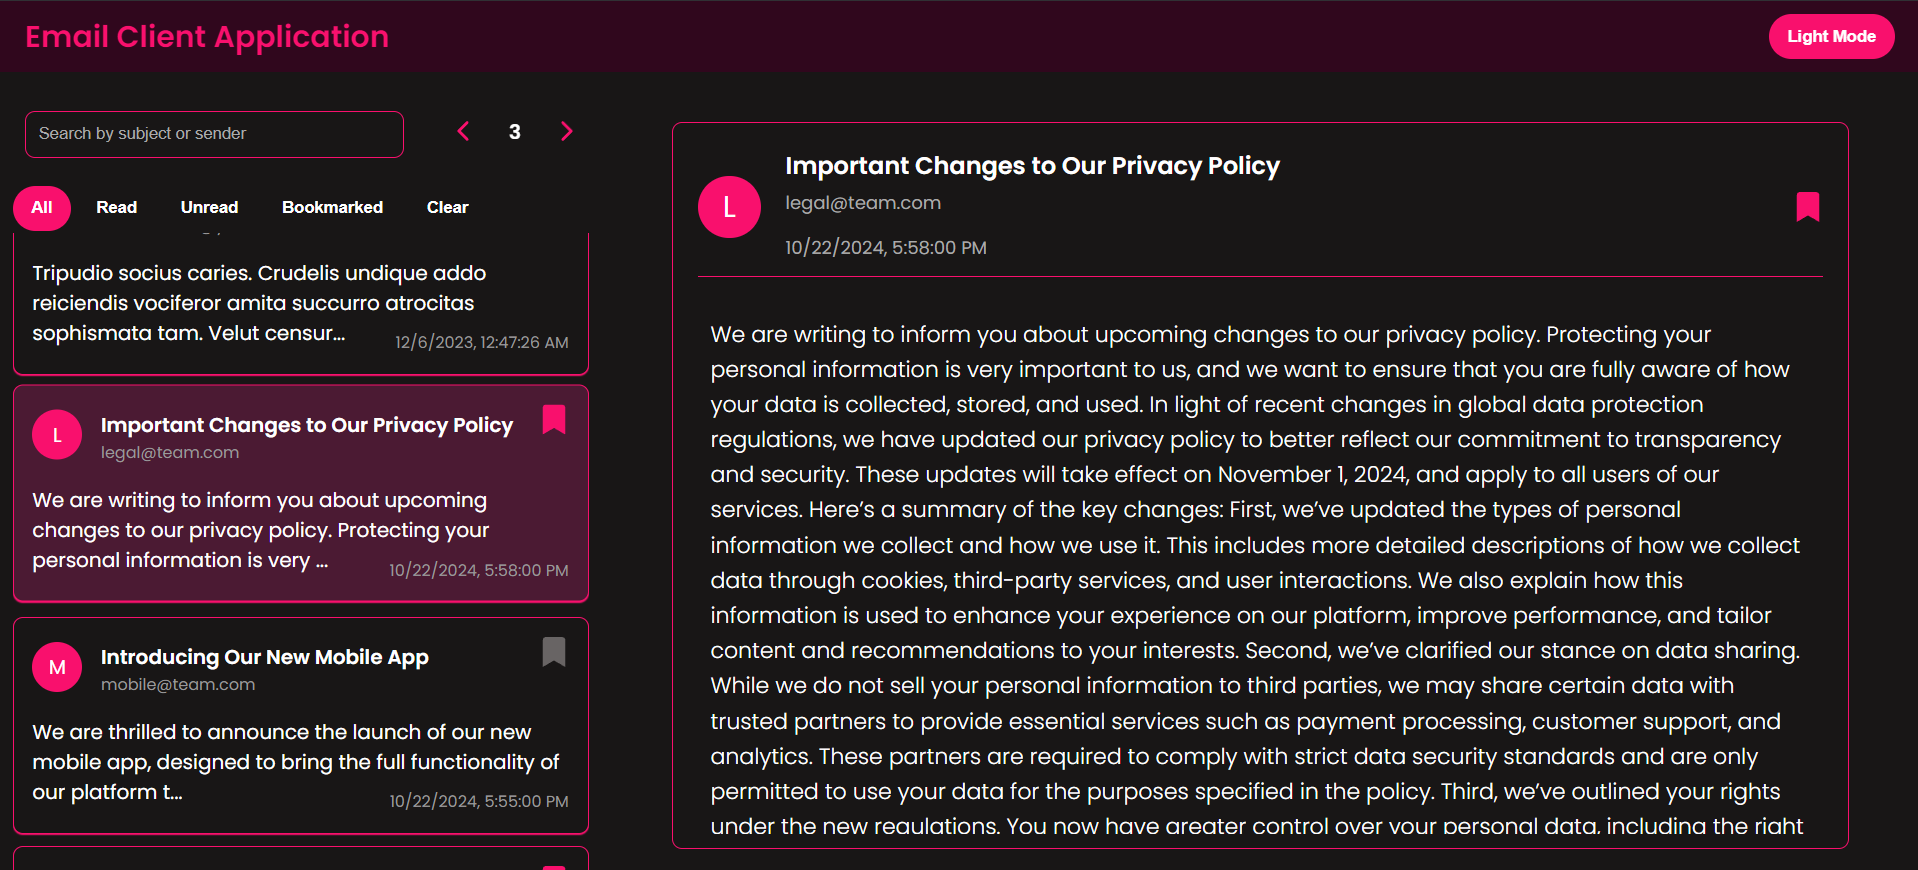 Email Client Application
Light Mode
Search by subject or sender
3
All
Read
Unread
Bookmarked
Clear
Tripudio socius caries. Crudelis undique addo
reiciendis vociferor amita succurro atrocitas
sophismata tam. Velut censur...
12/6/2023, 12:47:26 AM
L
Important Changes to Our Privacy Policy
legal@team.com
We are writing to inform you about upcoming
changes to our privacy policy. Protecting your
personal information is very ...
10/22/2024, 5:58:00 PM
M
Introducing Our New Mobile App
mobile@team.com
We are thrilled to announce the launch of our new
mobile app, designed to bring the full functionality of
our platform t...
10/22/2024, 5:55:00 PM
L
Important Changes to Our Privacy Policy
legal@team.com
10/22/2024, 5:58:00 PM
We are writing to inform you about upcoming changes to our privacy policy. Protecting your
personal information is very important to us, and we want to ensure that you are fully aware of how
your data is collected, stored, and used. In light of recent changes in global data protection
regulations, we have updated our privacy policy to better reflect our commitment to transparency
and security. These updates will take effect on November 1, 2024, and apply to all users of our
services. Here’s a summary of the key changes: First, we’ve updated the types of personal
information we collect and how we use it. This includes more detailed descriptions of how we collect
data through cookies, third-party services, and user interactions. We also explain how this
information is used to enhance your experience on our platform, improve performance, and tailor
content and recommendations to your interests. Second, we’ve clarified our stance on data sharing.
While we do not sell your personal information to third parties, we may share certain data with
trusted partners to provide essential services such as payment processing, customer support, and
analytics. These partners are required to comply with strict data security standards and are only
permitted to use your data for the purposes specified in the policy. Third, we’ve outlined your rights
under the new regulations. You now have greater control over your personal data, including the right